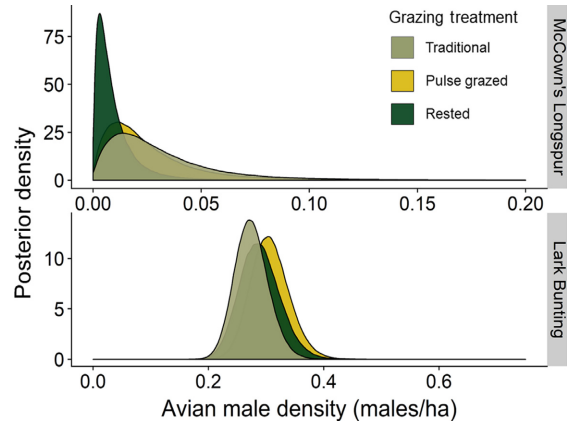 Grazing treatment
Traditional
Pulse grazed
Rested
75
50
25
0
0.00 0.05 0.10 0.15 0.20
McCown's Longspur
Posterior density
10
5
0
0.0 0.2 0.4 0.6
Lark Bunting
Avian male density (males/ha)